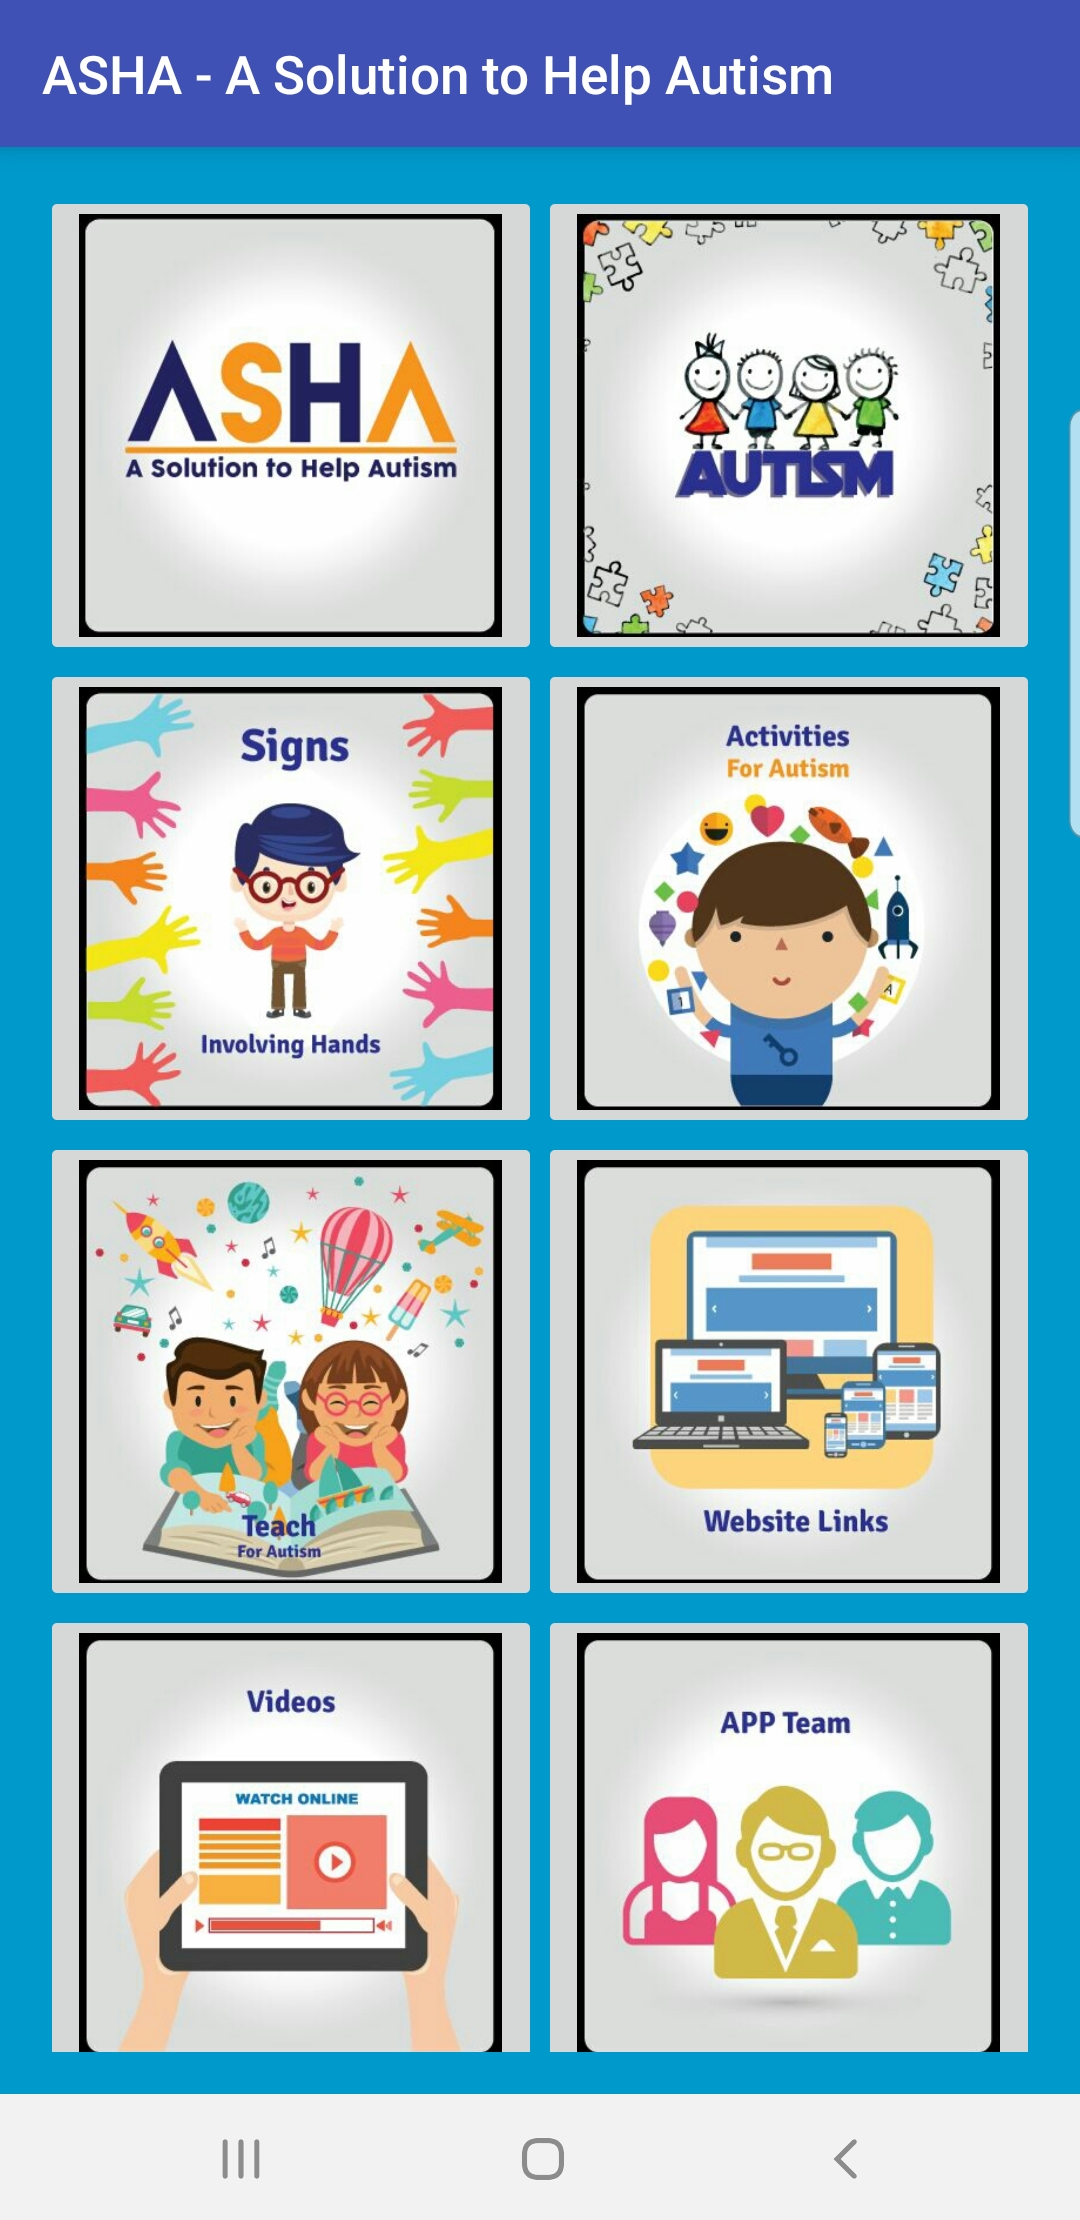 ASHA - A Solution to Help Autism
ASHA
A Solution to Help Autism
AUTISM
Signs
Involving Hands
Activities
For Autism
1
A
Teach
For Autism
Website Links
Videos
WATCH ONLINE
APP Team